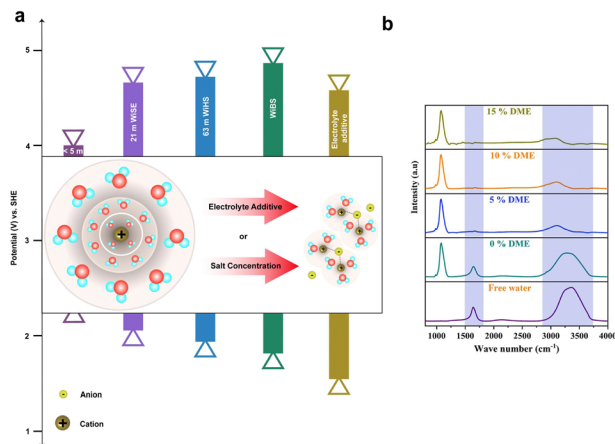 a
Potential (V) vs. SHE
5
4
3
2
1
< 5 m
21 m WiSE
63 m WiHS
WiBS
Electrolyte
additive
Electrolyte Additive
or
Salt Concentration
Anion
Cation
b
Intensity (a.u)
15 % DME
10 % DME
5 % DME
0 % DME
Free water
1000 1500 2000 2500 3000 3500 4000
Wave number (cm⁻¹)